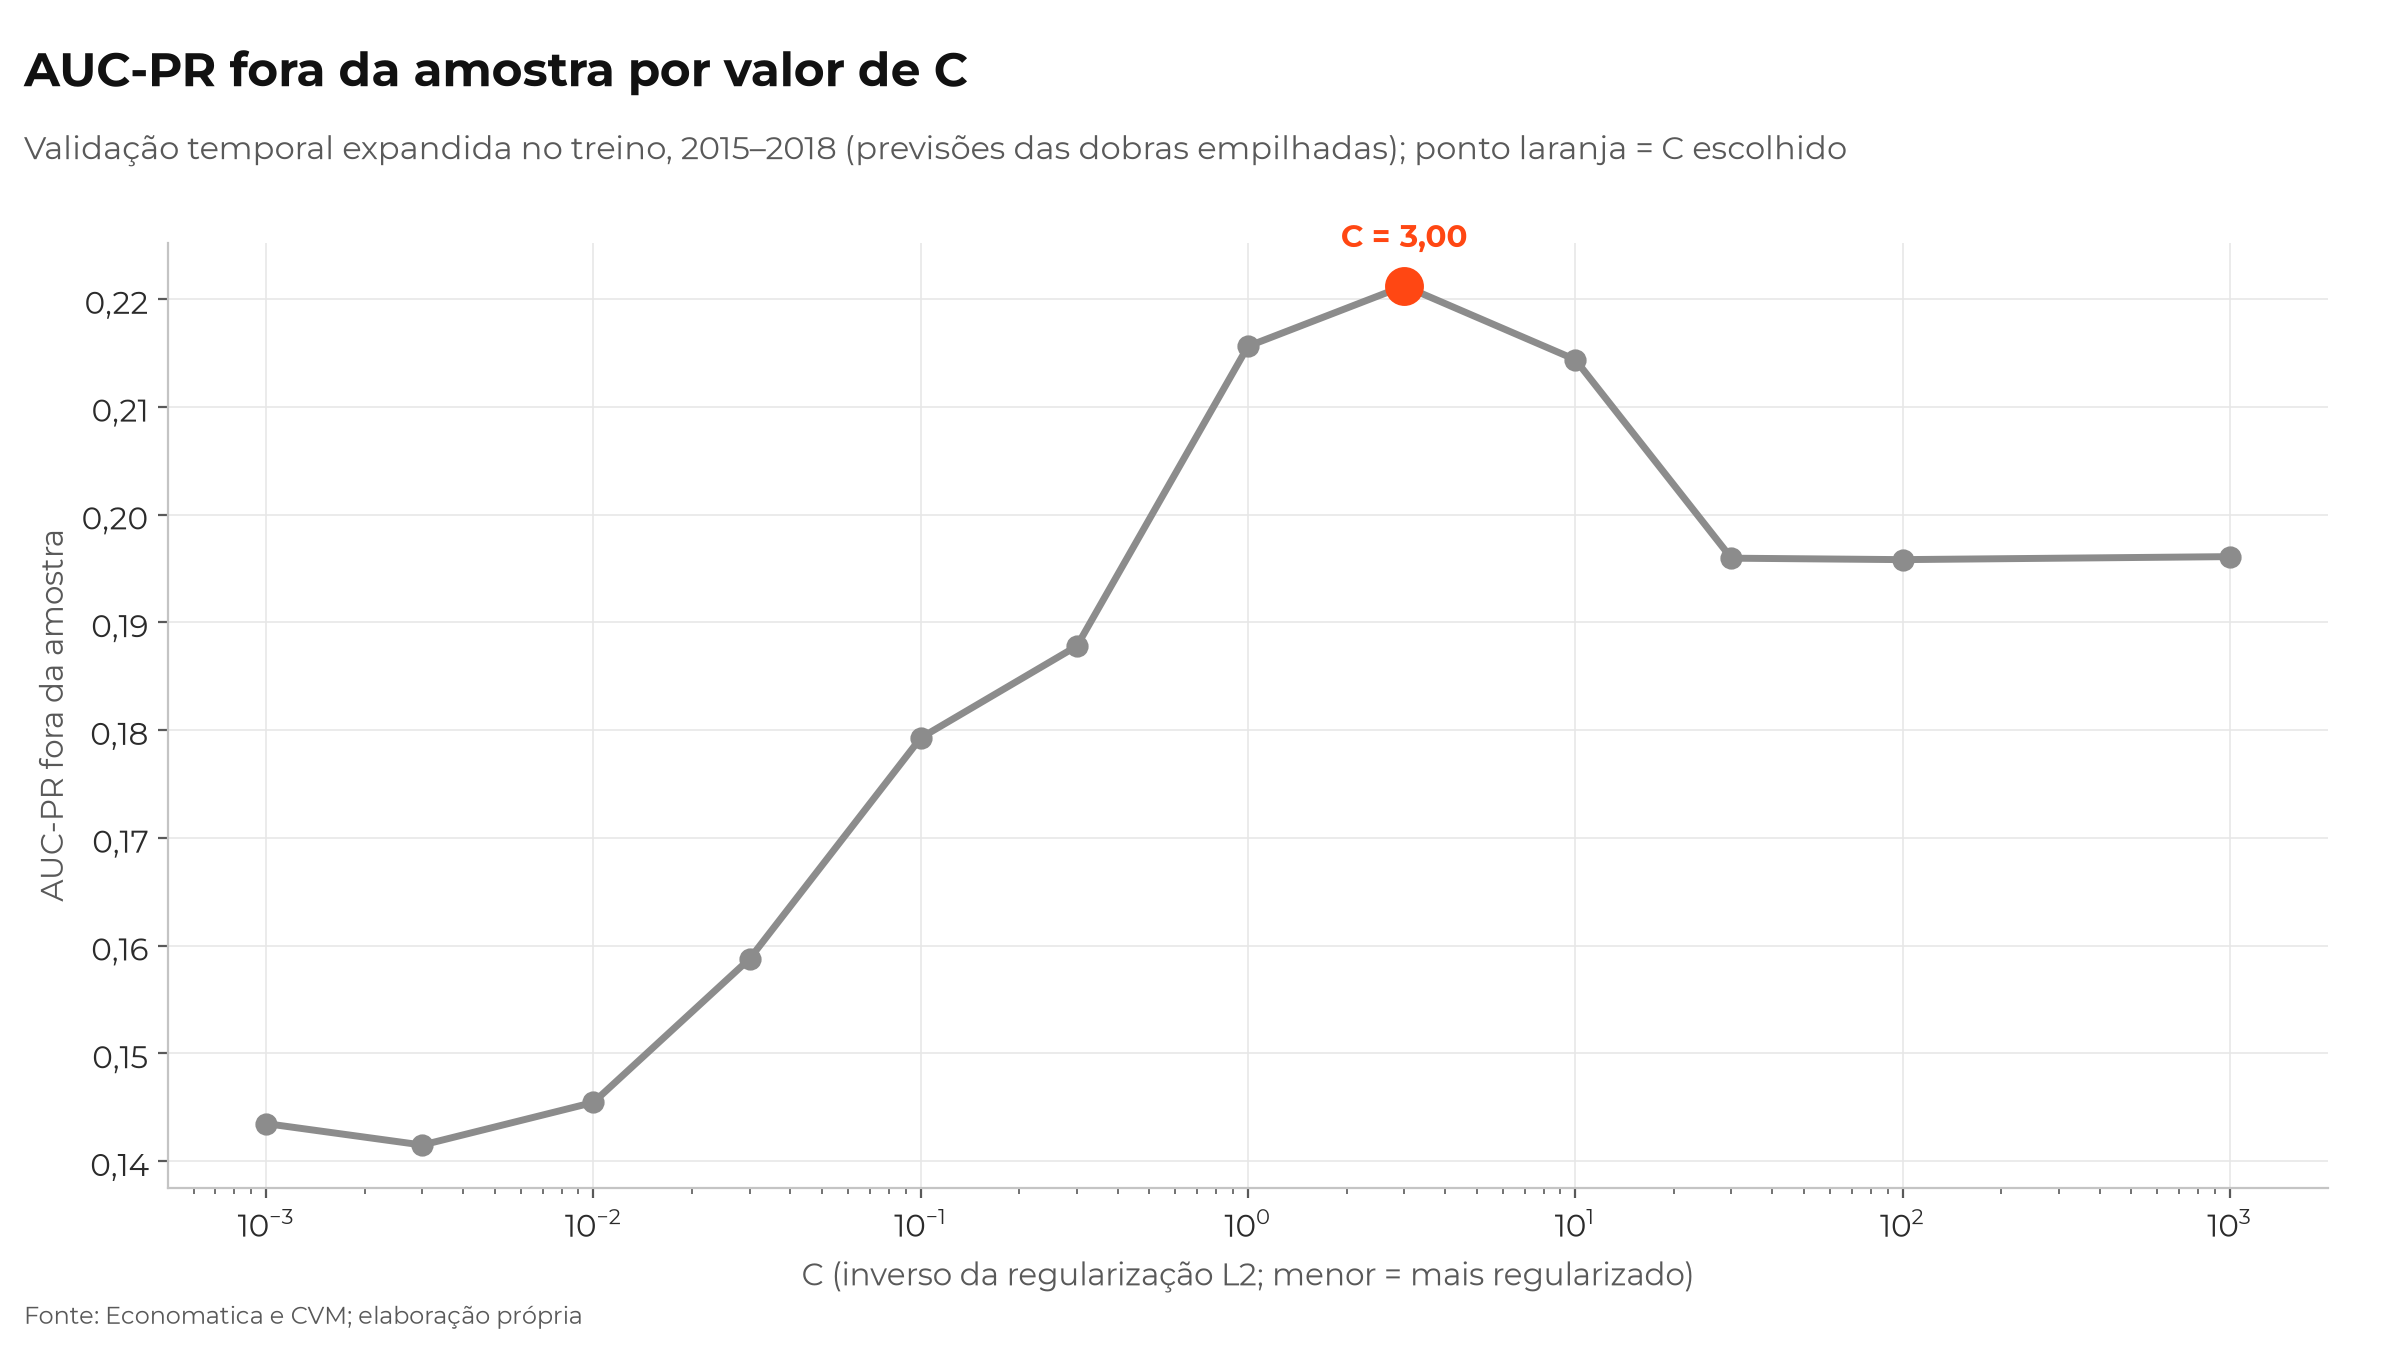 AUC-PR fora da amostra por valor de C
Validação temporal expandida no treino, 2015–2018 (previsões das dobras empilhadas); ponto laranja = C escolhido
C = 3,00
0,22
0,21
0,20
0,19
0,18
0,17
0,16
0,15
0,14
AUC-PR fora da amostra
10⁻³ 10⁻² 10⁻¹ 10⁰ 10¹ 10² 10³
C (inverso da regularização L2; menor = mais regularizado)
Fonte: Economatica e CVM; elaboração própria